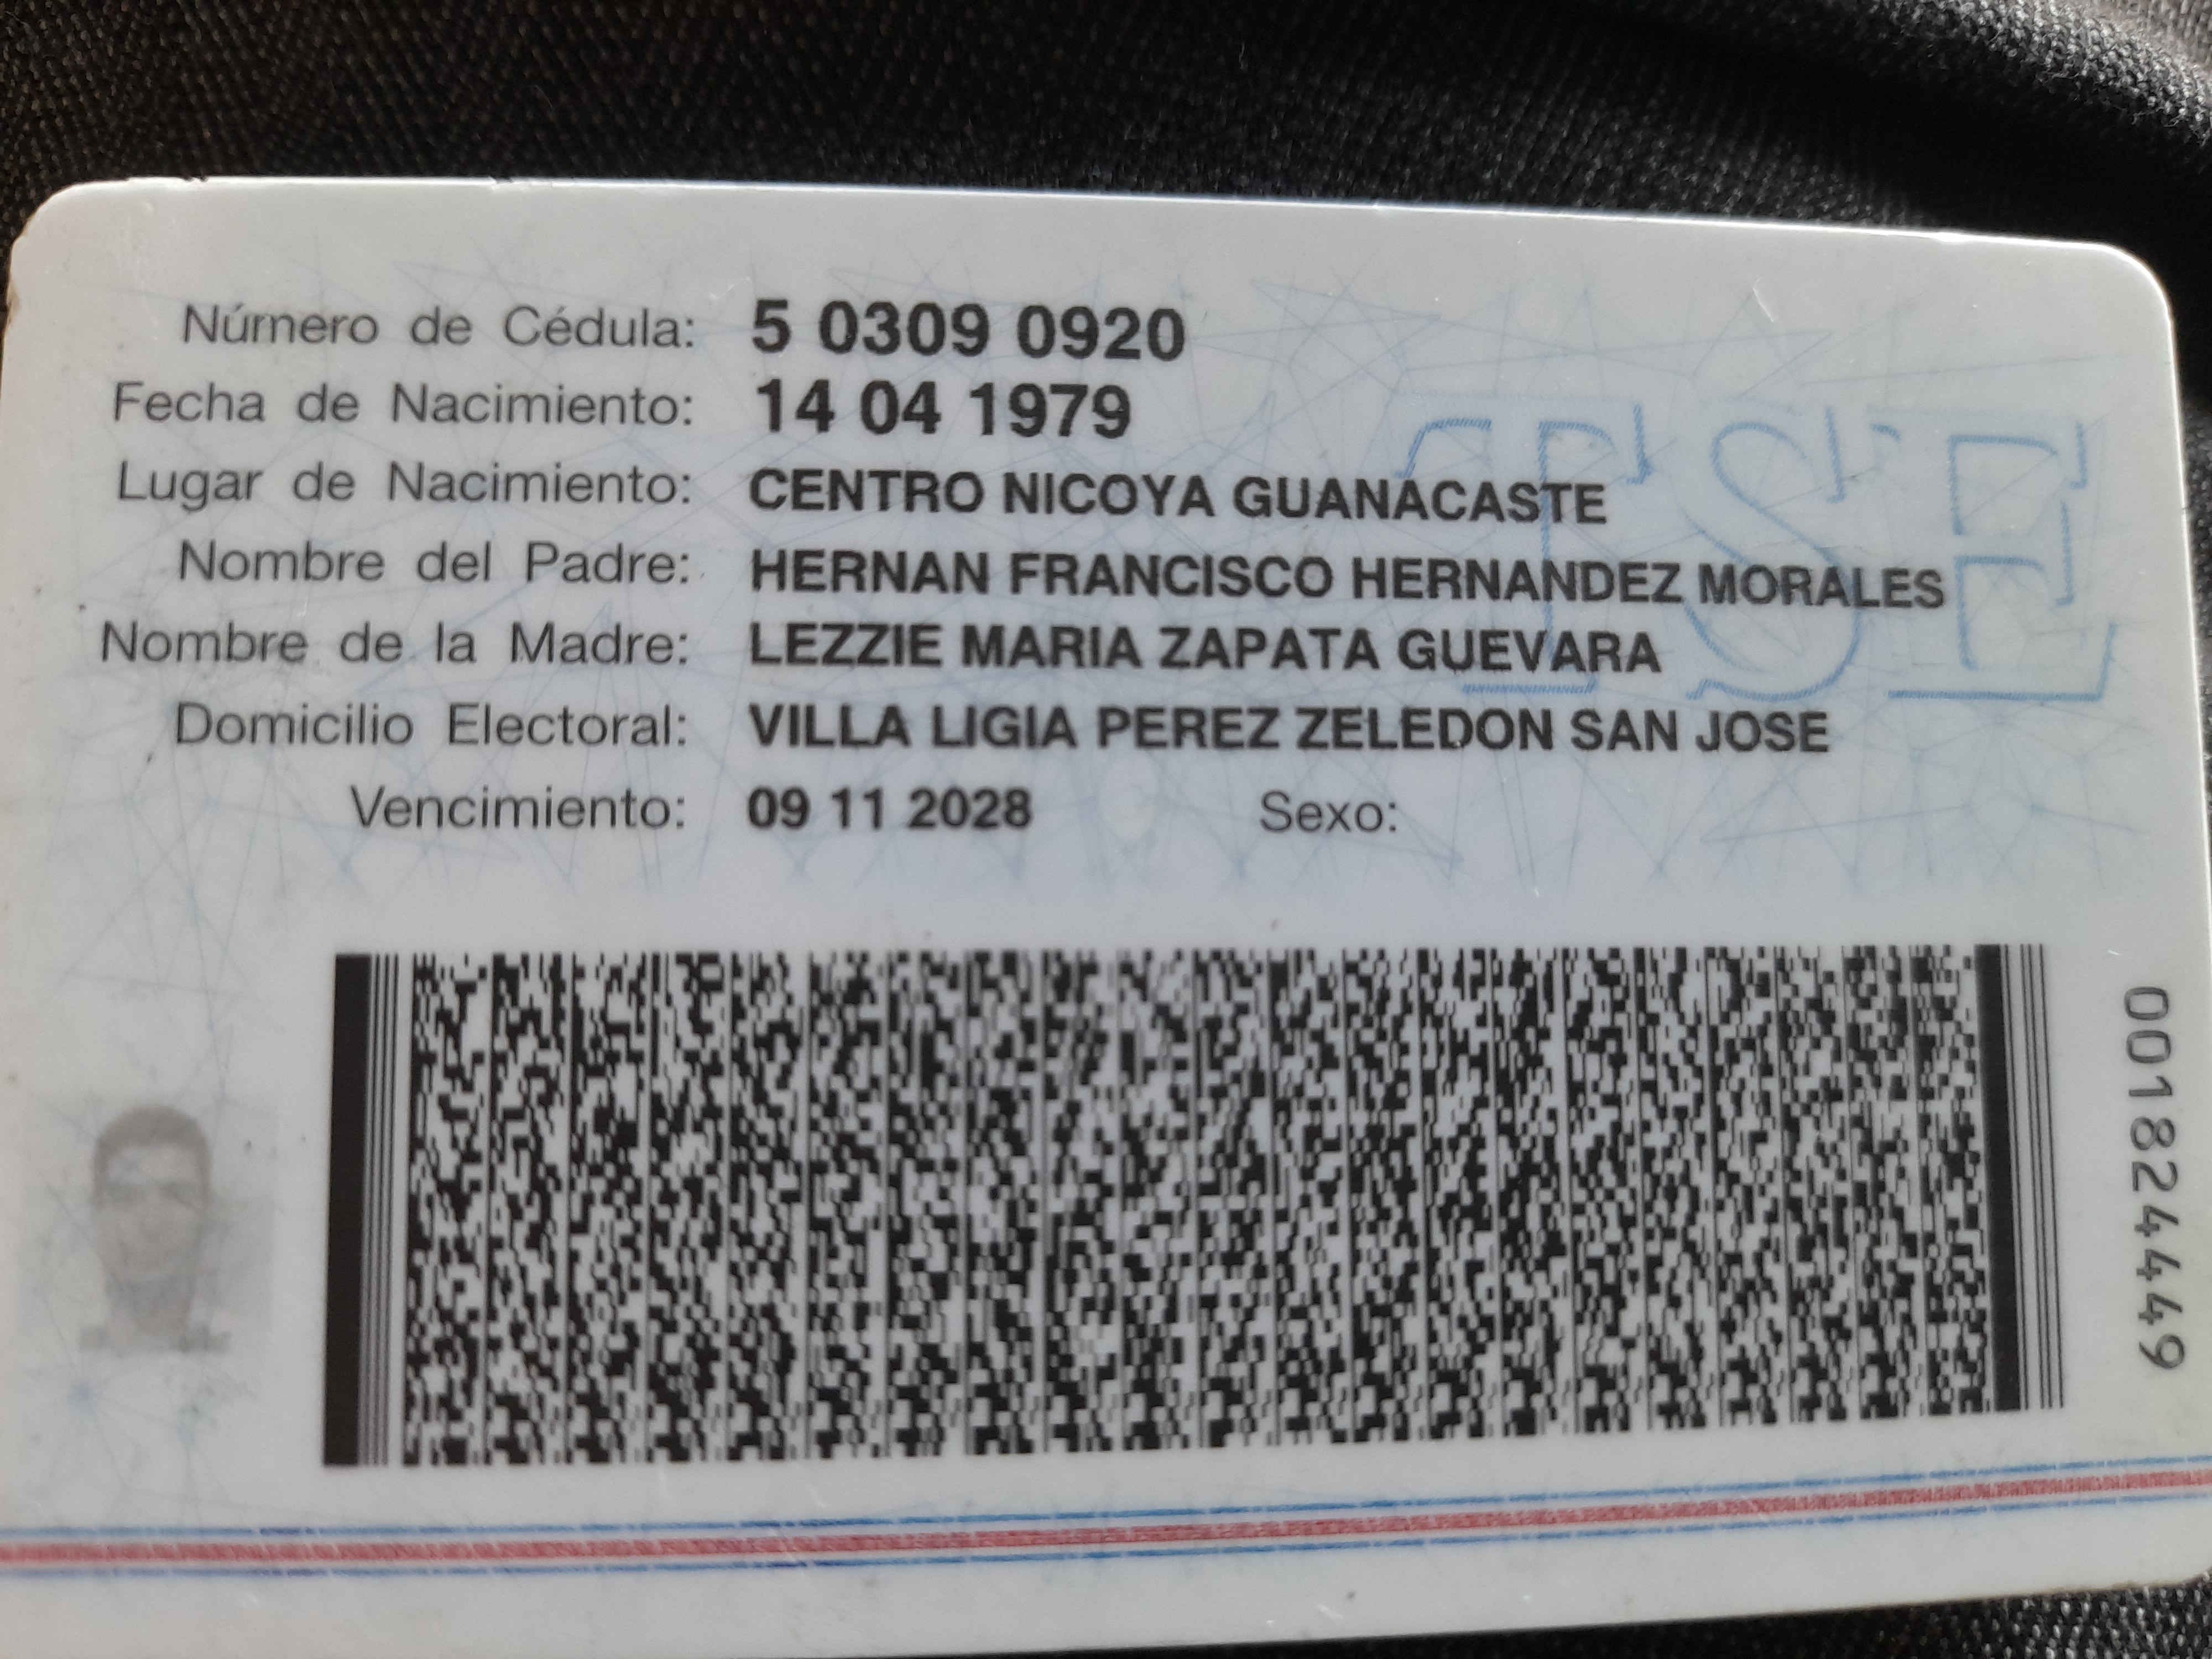 Número de Cédula: 5 0309 0920
Fecha de Nacimiento: 14 04 1979
Lugar de Nacimiento: CENTRO NICOYA GUANACASTE
Nombre del Padre: HERNAN FRANCISCO HERNANDEZ MORALES
Nombre de la Madre: LEZZIE MARIA ZAPATA GUEVARA
Domicilio Electoral: VILLA LIGIA PEREZ ZELEDON SAN JOSE
Vencimiento: 09 11 2028 Sexo:
TSE
001824449